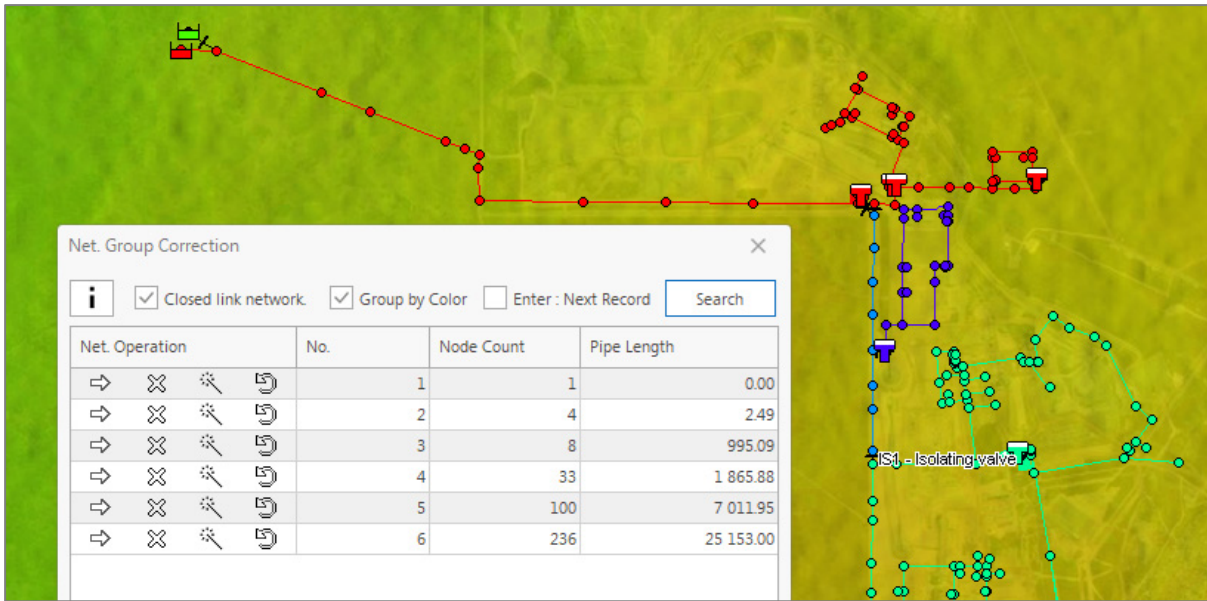 Net. Group Correction
i Closed link network. Group by Color Enter : Next Record Search
Net. Operation No. Node Count Pipe Length
1 1 0.00
2 4 2.49
3 8 995.09
4 33 1 865.88
5 100 7 011.95
6 236 25 153.00
IS1 - Isolating valve